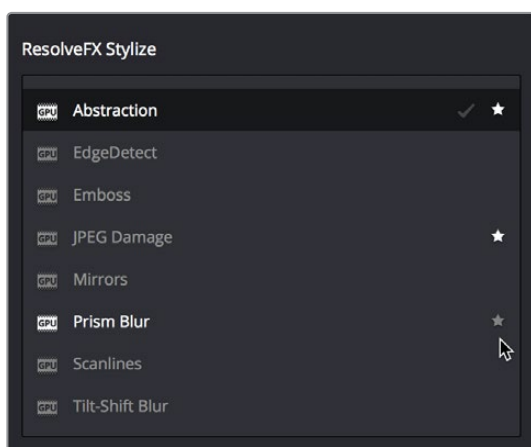 ResolveFX Stylize
GPU Abstraction
GPU EdgeDetect
GPU Emboss
GPU JPEG Damage
GPU Mirrors
GPU Prism Blur
GPU Scanlines
GPU Tilt-Shift Blur